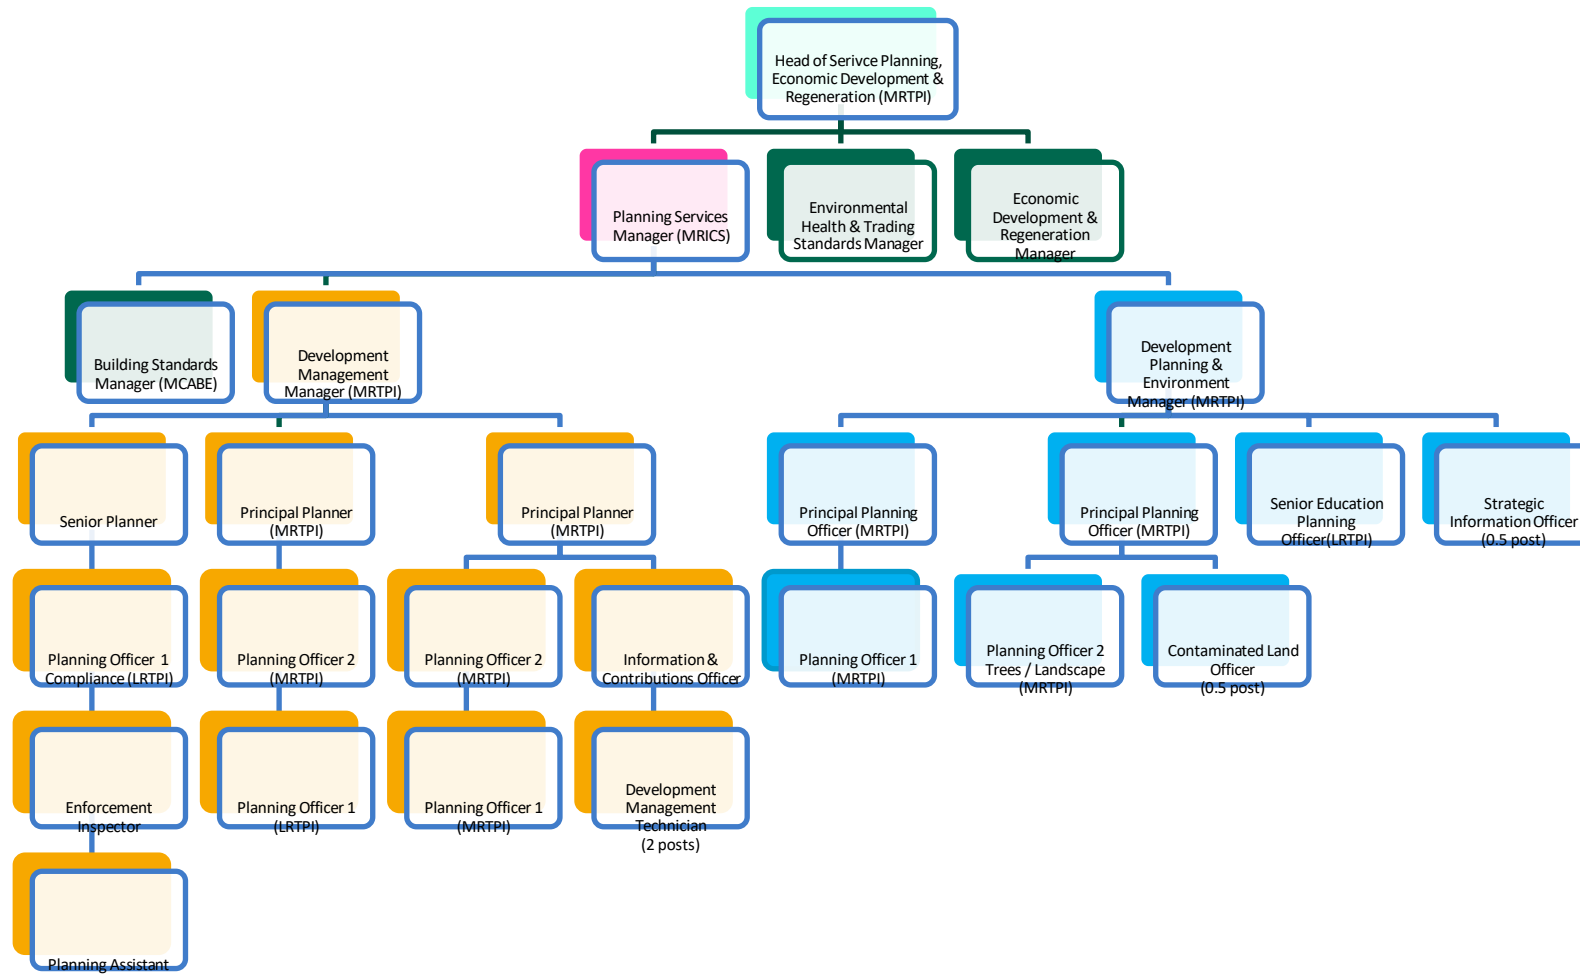 Head of Serivce Planning,
Economic Development &
Regeneration (MRTPI)
Planning Services
Manager (MRICS)
Environmental
Health & Trading
Standards Manager
Economic
Development &
Regeneration
Manager
Building Standards
Manager (MCABE)
Development
Management
Manager (MRTPI)
Development
Planning &
Environment
Manager (MRTPI)
Senior Planner
Principal Planner
(MRTPI)
Principal Planner
(MRTPI)
Principal Planning
Officer (MRTPI)
Principal Planning
Officer (MRTPI)
Senior Education
Planning
Officer(LRTPI)
Strategic
Information Officer
(0.5 post)
Planning Officer 1
Compliance (LRTPI)
Planning Officer 2
(MRTPI)
Planning Officer 2
(MRTPI)
Information &
Contributions Officer
Planning Officer 1
(MRTPI)
Planning Officer 2
Trees / Landscape
(MRTPI)
Contaminated Land
Officer
(0.5 post)
Enforcement
Inspector
Planning Officer 1
(LRTPI)
Planning Officer 1
(MRTPI)
Development
Management
Technician
(2 posts)
Planning Assistant